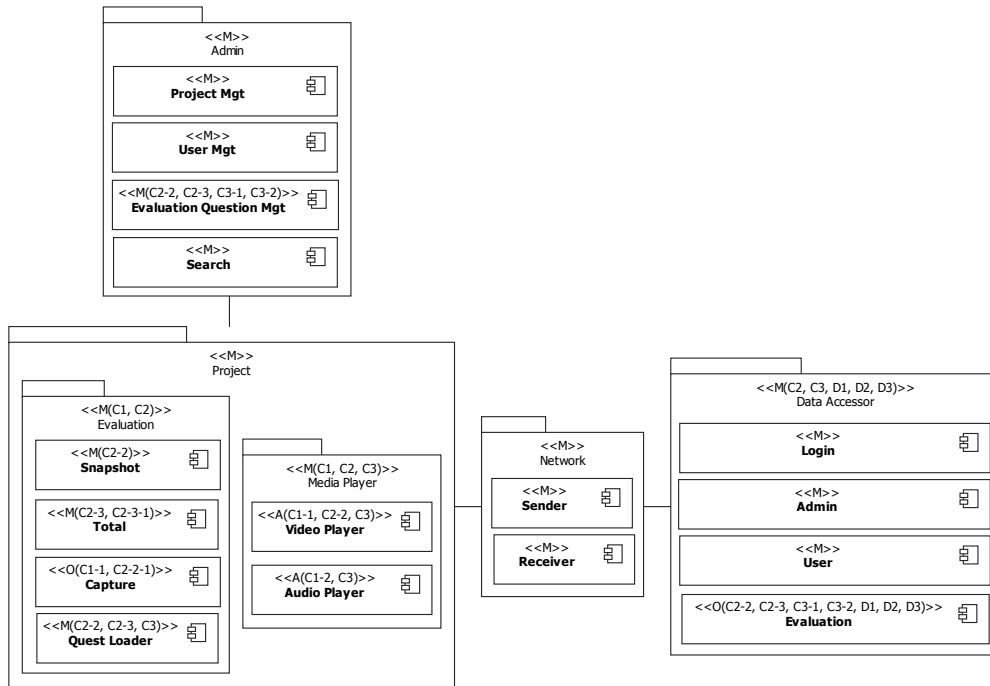 <<M>>
Admin
<<M>>
Project Mgt
<<M>>
User Mgt
<<M(C2-2, C2-3, C3-1, C3-2)>>
Evaluation Question Mgt
<<M>>
Search
<<M>>
Project
<<M(C1, C2)>>
Evaluation
<<M(C2-2)>>
Snapshot
<<M(C2-3, C2-3-1)>>
Total
<<O(C1-1, C2-2-1)>>
Capture
<<M(C2-2, C2-3, C3)>>
Quest Loader
<<M(C1, C2, C3)>>
Media Player
<<A(C1-1, C2-2, C3)>>
Video Player
<<A(C1-2, C3)>>
Audio Player
<<M>>
Network
<<M>>
Sender
<<M>>
Receiver
<<M(C2, C3, D1, D2, D3)>>
Data Accessor
<<M>>
Login
<<M>>
Admin
<<M>>
User
<<O(C2-2, C2-3, C3-1, C3-2, D1, D2, D3)>>
Evaluation